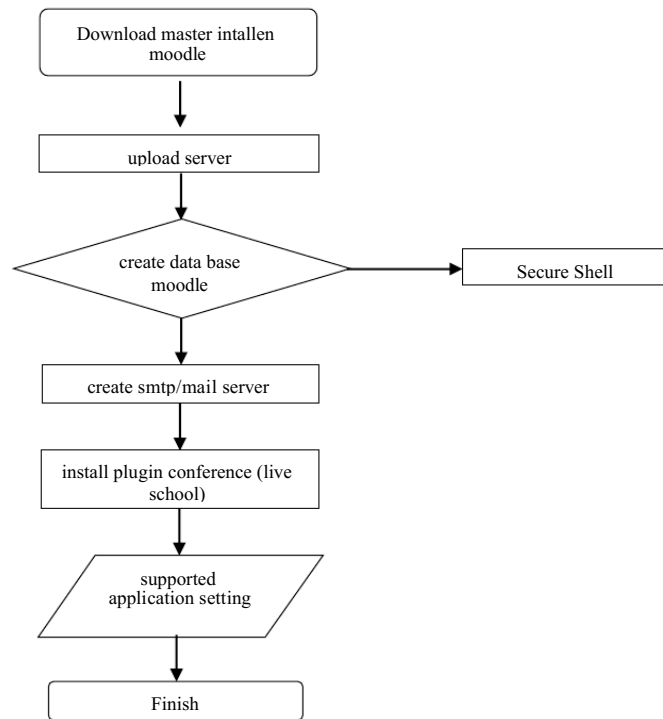 Download master intallen
moodle
upload server
create data base
moodle
Secure Shell
create smtp/mail server
install plugin conference (live
school)
supported
application setting
Finish